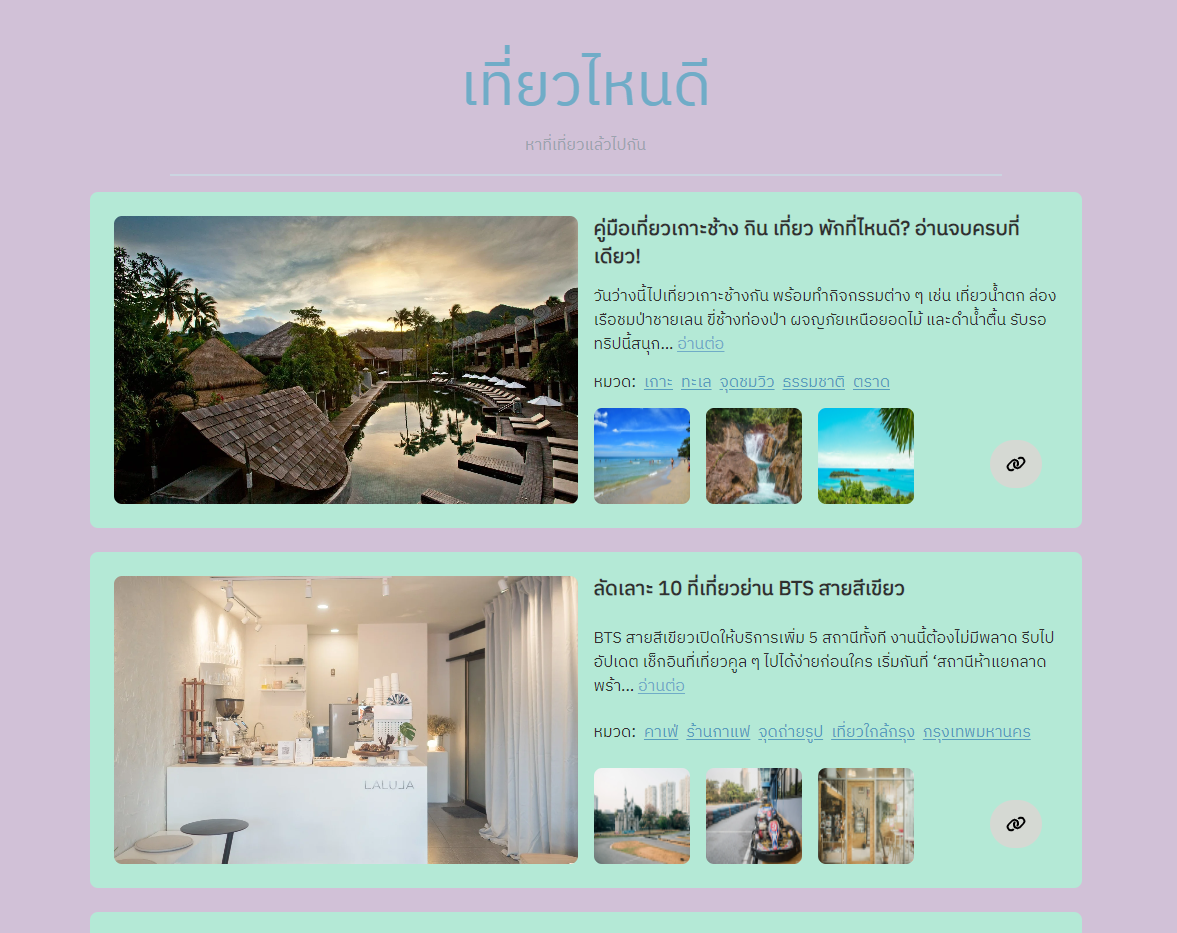 เที่ยวไหนดี
หาที่เที่ยวแล้วไปกัน
คู่มือเที่ยวเกาะช้าง กิน เที่ยว พักที่ไหนดี? อ่านจบครบที่
เดียว!
วันว่างนี้ไปเที่ยวเกาะช้างกัน พร้อมทำกิจกรรมต่าง ๆ เช่น เที่ยวน้ำตก ล่อง
เรือชมป่าชายเลน ขี่ช้างท่องป่า ผจญภัยเหนือยอดไม้ และดำน้ำตื้น รับรอ
ทริปนี้สนุก... อ่านต่อ
หมวด: เกาะ ทะเล จุดชมวิว ธรรมชาติ ตราด
ลัดเลาะ 10 ที่เที่ยวย่าน BTS สายสีเขียว
BTS สายสีเขียวเปิดให้บริการเพิ่ม 5 สถานีทั้งที งานนี้ต้องไม่มีพลาด รีบไป
อัปเดต เช็กอินที่เที่ยวคูล ๆ ไปได้ง่ายก่อนใคร เริ่มกันที่ ‘สถานีห้าแยกลาด
พร้า... อ่านต่อ
หมวด: คาเฟ่ ร้านกาแฟ จุดถ่ายรูป เที่ยวใกล้กรุง กรุงเทพมหานคร
LALULA